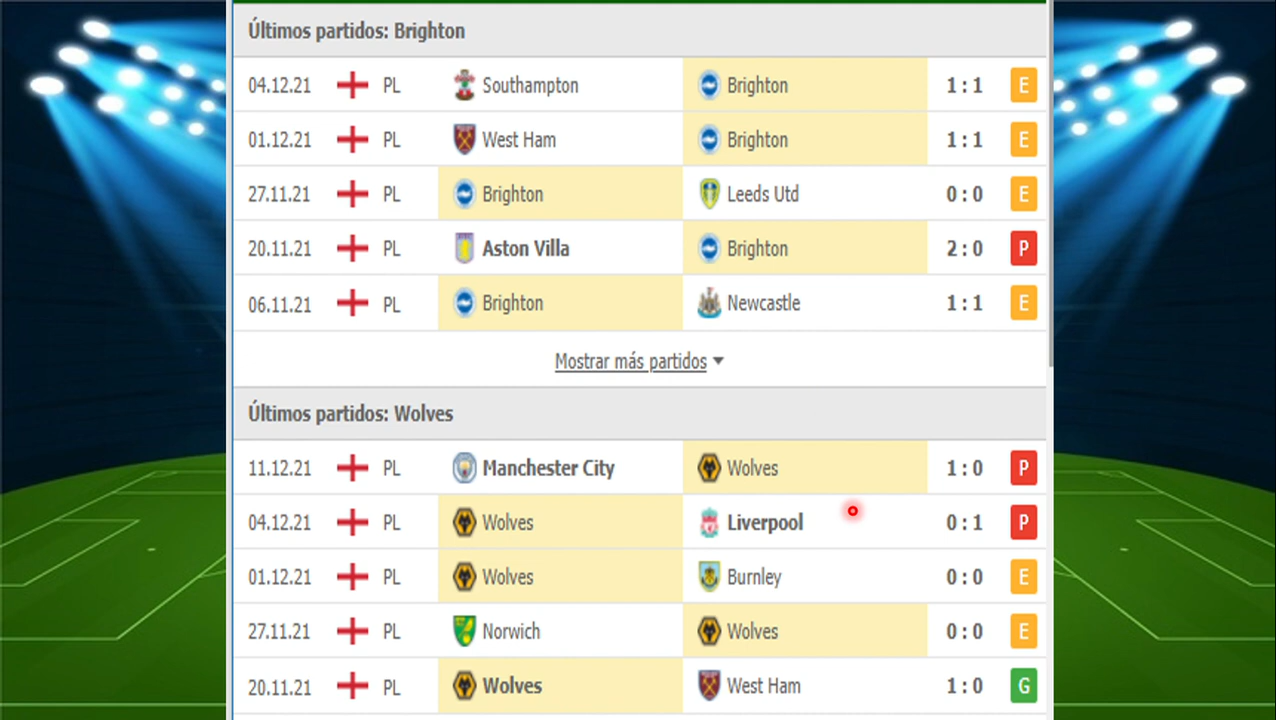 Últimos partidos: Brighton
04.12.21 PL Southampton Brighton 1 : 1 E
01.12.21 PL West Ham Brighton 1 : 1 E
27.11.21 PL Brighton Leeds Utd 0 : 0 E
20.11.21 PL Aston Villa Brighton 2 : 0 P
06.11.21 PL Brighton Newcastle 1 : 1 E
Mostrar más partidos
Últimos partidos: Wolves
11.12.21 PL Manchester City Wolves 1 : 0 P
04.12.21 PL Wolves Liverpool 0 : 1 P
01.12.21 PL Wolves Burnley 0 : 0 E
27.11.21 PL Norwich Wolves 0 : 0 E
20.11.21 PL Wolves West Ham 1 : 0 G